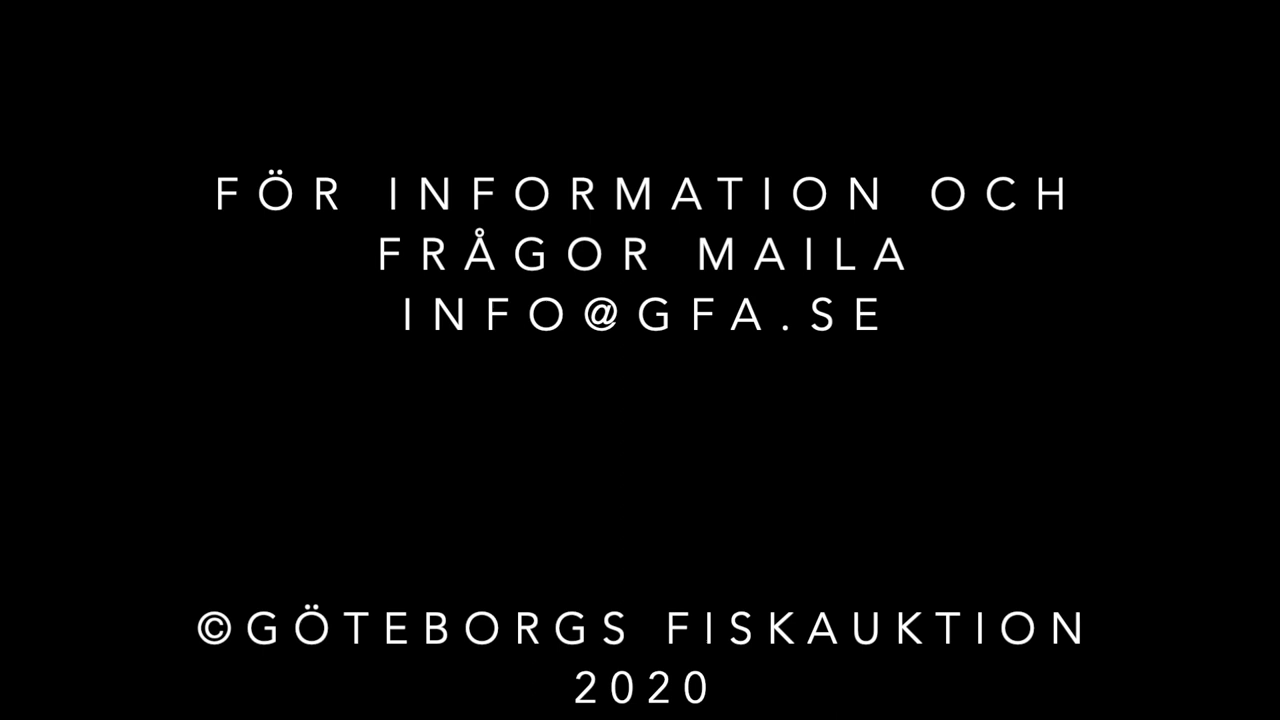 FÖR INFORMATION OCH
FRÅGOR MAILA
INFO@GFA.SE
©GÖTEBORGS FISKAUKTION
2020